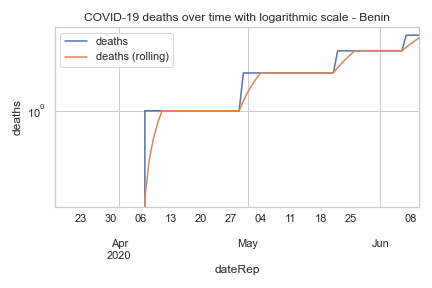 COVID-19 deaths over time with logarithmic scale - Benin
deaths
deaths (rolling)
deaths
10⁰
23 30 06 13 20 27 04 11 18 25 08
Apr May Jun
2020
dateRep